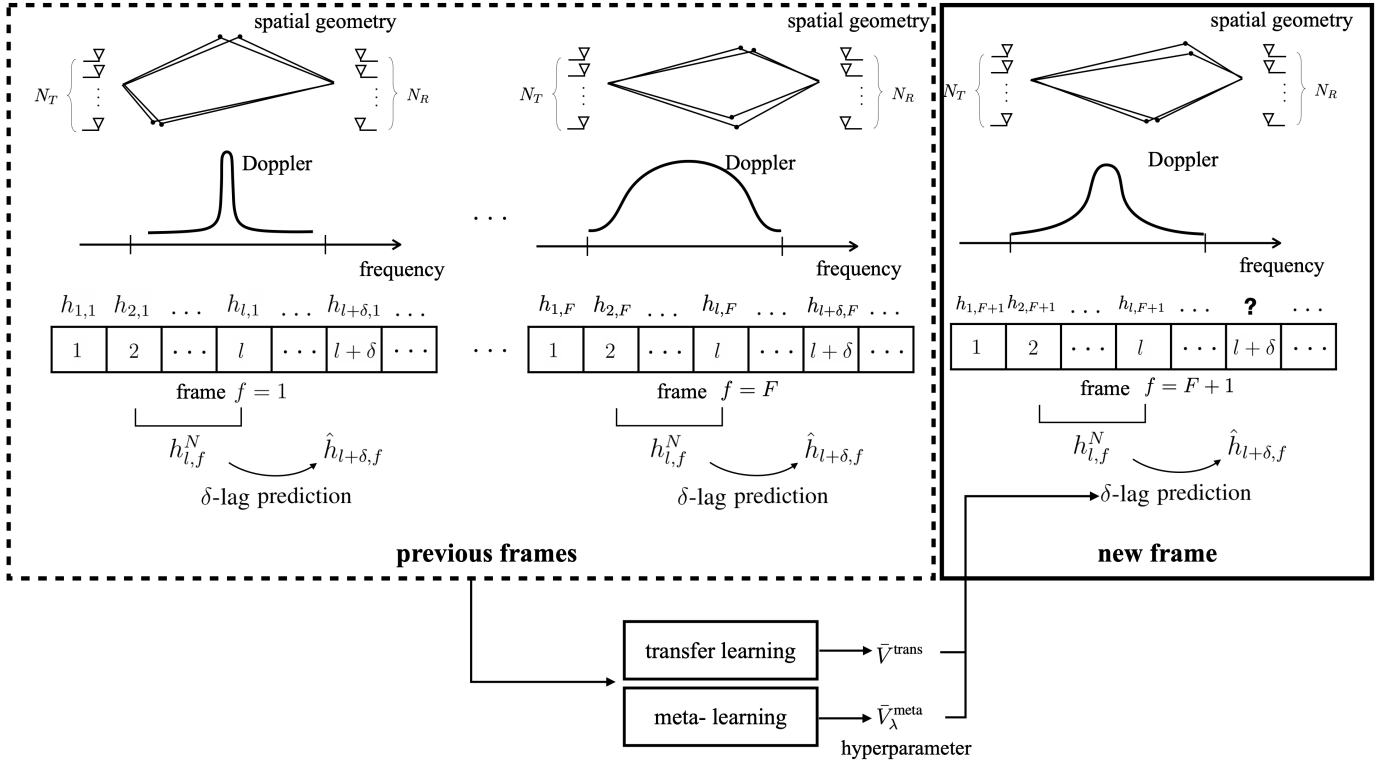 spatial geometry spatial geometry spatial geometry
N_T ⋮ ⋮ N_R N_T ⋮ ⋮ N_R N_T ⋮ ⋮ N_R
Doppler Doppler Doppler
. . .
frequency frequency frequency
h_{1,1} h_{2,1} . . . h_{l,1} . . . h_{l+δ,1} . . . h_{1,F} h_{2,F} . . . h_{l,F} . . . h_{l+δ,F} . . . h_{1,F+1} h_{2,F+1} . . . h_{l,F+1} . . . ? . . .
1 2 ··· l ··· l + δ ··· . . . 1 2 ··· l ··· l + δ ··· 1 2 ··· l ··· l + δ ···
frame f = 1 frame f = F frame f = F + 1
h^N_{l,f} ĥ_{l+δ,f} h^N_{l,f} ĥ_{l+δ,f} h^N_{l,f} ĥ_{l+δ,f}
δ-lag prediction δ-lag prediction δ-lag prediction
previous frames new frame
transfer learning V̄^{trans}
meta- learning V̄_λ^{meta}
hyperparameter